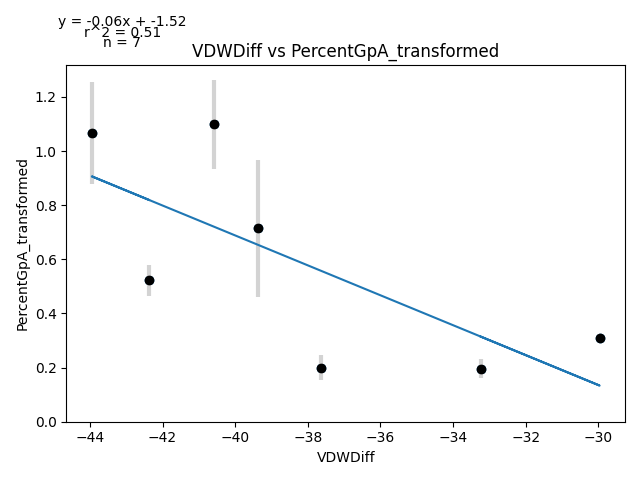 y = -0.06x + -1.52
r^2 = 0.51
n = 7
VDWDiff vs PercentGpA_transformed
1.2
1.0
0.8
0.6
0.4
0.2
0.0
PercentGpA_transformed
−44
−42
−40
−38
−36
−34
−32
−30
VDWDiff